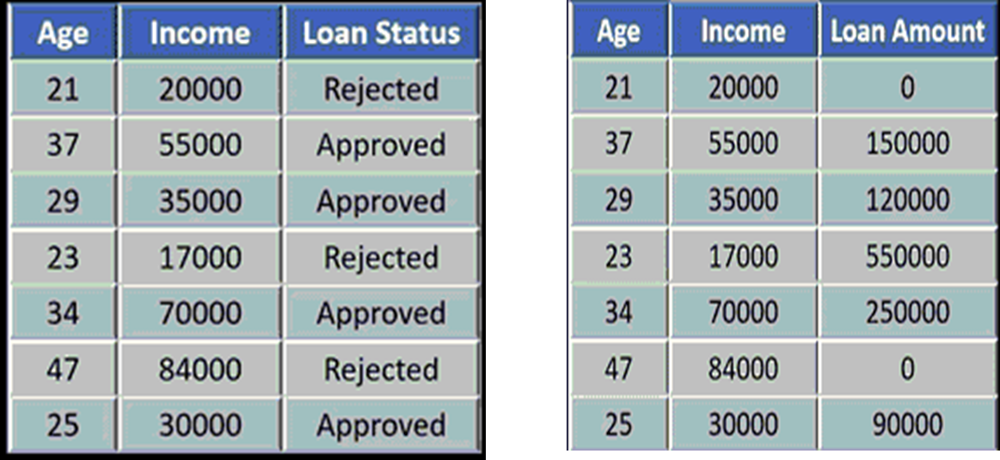 Age Income Loan Status
21 20000 Rejected
37 55000 Approved
29 35000 Approved
23 17000 Rejected
34 70000 Approved
47 84000 Rejected
25 30000 Approved
Age Income Loan Amount
21 20000 0
37 55000 150000
29 35000 120000
23 17000 550000
34 70000 250000
47 84000 0
25 30000 90000